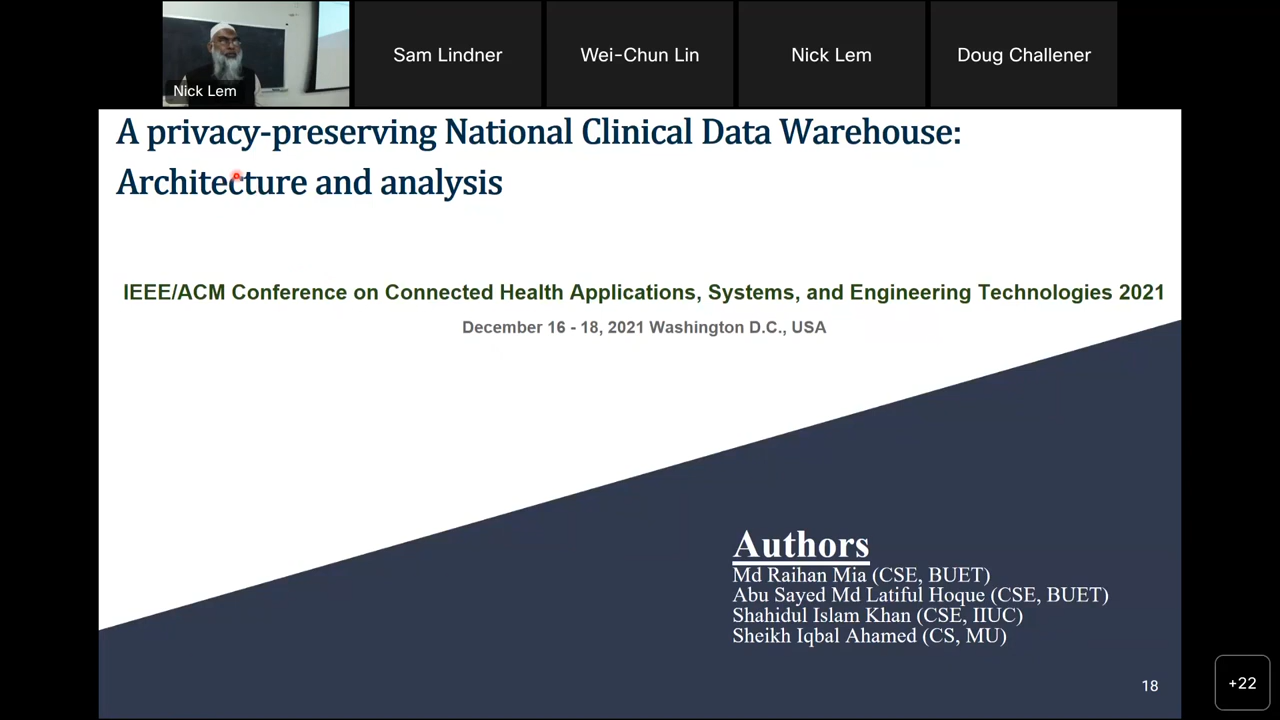 Nick Lem
Sam Lindner
Wei-Chun Lin
Nick Lem
Doug Challener
A privacy-preserving National Clinical Data Warehouse:
Architecture and analysis
IEEE/ACM Conference on Connected Health Applications, Systems, and Engineering Technologies 2021
December 16 - 18, 2021 Washington D.C., USA
Authors
Md Raihan Mia (CSE, BUET)
Abu Sayed Md Latiful Hoque (CSE, BUET)
Shahidul Islam Khan (CSE, IIUC)
Sheikh Iqbal Ahamed (CS, MU)
18
+22